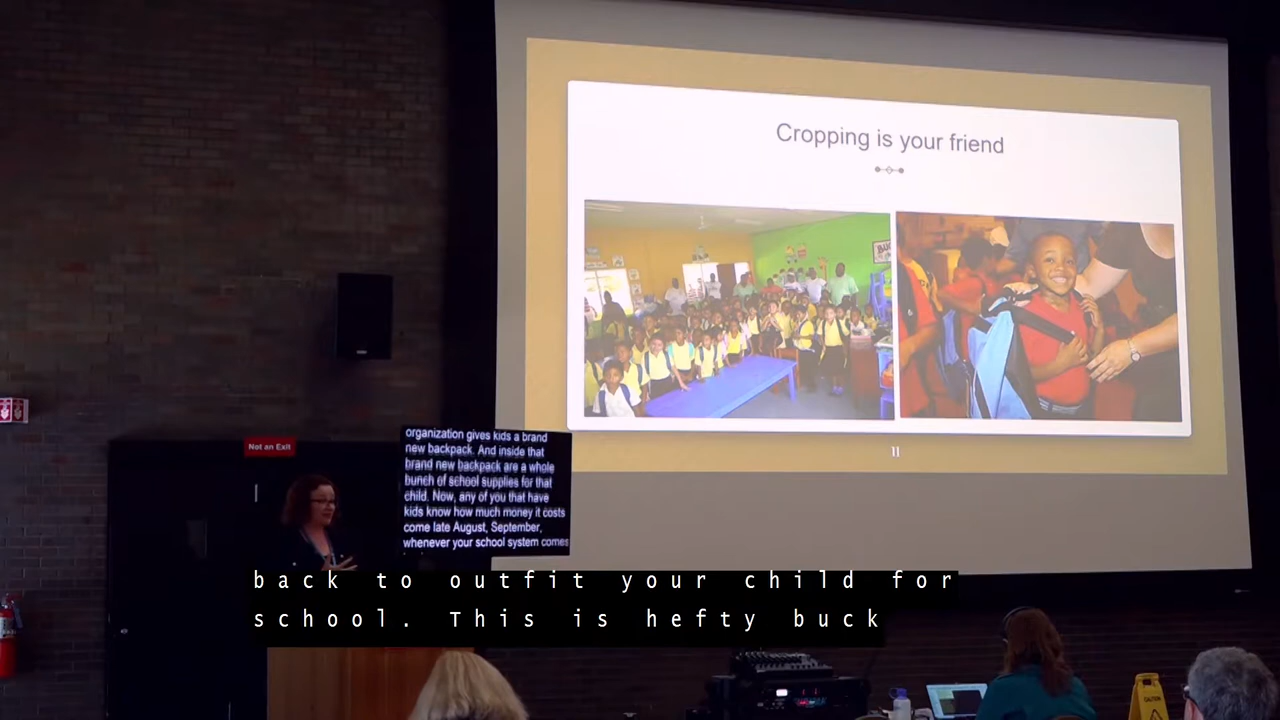 Cropping is your friend
11
Not an Exit
organization gives kids a brand
new backpack. And inside that
brand new backpack are a whole
bunch of school supplies for that
child. Now, any of you that have
kids know how much money it costs
come late August, September,
whenever your school system comes
back to outfit your child for
school. This is hefty buck
CAUTION